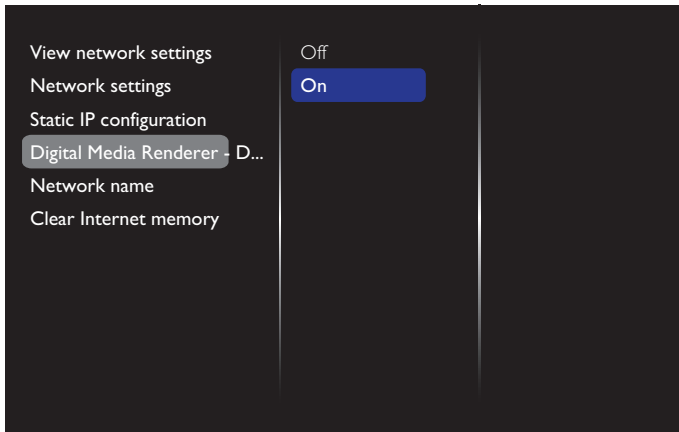 View network settings
Network settings
Static IP configuration
Digital Media Renderer - D...
Network name
Clear Internet memory
Off
On